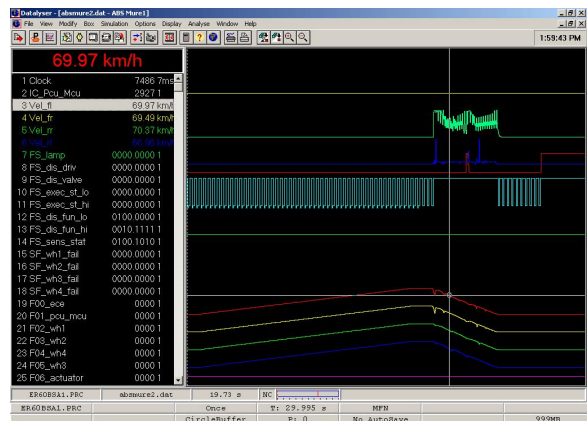 Datalyser - [absmure2.dat - ABS Mure1]
File View Modify Box Simulation Options Display Analyse Window Help
1:59:43 PM
69.97 km/h
1 Clock 7486 7ms
2 IC_Pcu_Mcu 2927 1
3 Vel_fl 69.97 km/h
4 Vel_fr 69.49 km/h
5 Vel_rr 70.37 km/h
7 FS_lamp 0000.0000 1
8 FS_dis_driv 0000.0000 1
9 FS_dis_valve 0000.0000 1
10 FS_exec_st_lo 0000.0000 1
11 FS_exec_st_hi 0000.0000 1
12 FS_dis_fun_lo 0100.0000 1
13 FS_dis_fun_hi 0010.1111 1
14 FS_sens_stat 0100.1010 1
15 SF_wh1_fail 0000.0000 1
16 SF_wh2_fail 0000.0000 1
17 SF_wh3_fail 0000.0000 1
18 SF_wh4_fail 0000.0000 1
19 F00_ece 0000 1
20 F01_pcu_mcu 0000 1
21 F02_wh1 0000 1
22 F03_wh2 0000 1
23 F04_wh4 0000 1
24 F05_wh3 0000 1
25 F06_actuator 0000 1
ER60BSA1.PRC absmure2.dat 19.73 s NC
ER60BSA1.PRC Once T: 29.995 s MFN
CircleBuffer P: 0 No AutoSave 999MB